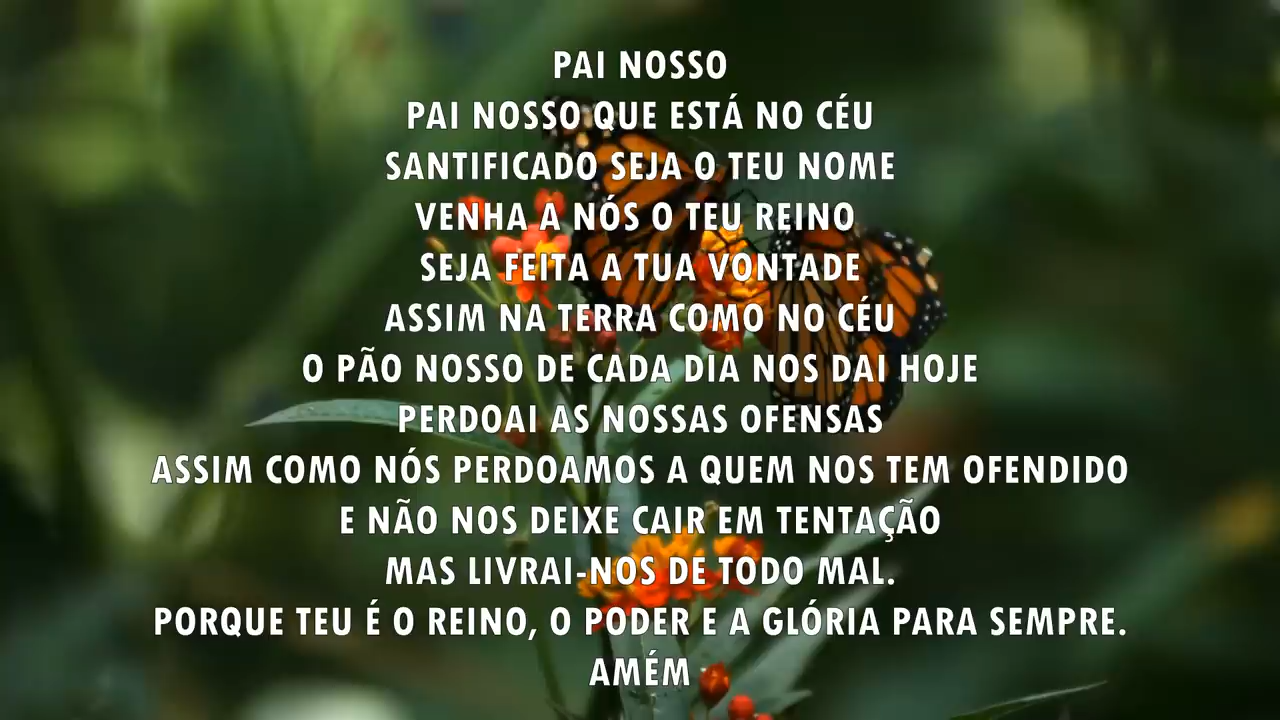 PAI NOSSO
PAI NOSSO QUE ESTÁ NO CÉU
SANTIFICADO SEJA O TEU NOME
VENHA A NÓS O TEU REINO
SEJA FEITA A TUA VONTADE
ASSIM NA TERRA COMO NO CÉU
O PÃO NOSSO DE CADA DIA NOS DAI HOJE
PERDOAI AS NOSSAS OFENSAS
ASSIM COMO NÓS PERDOAMOS A QUEM NOS TEM OFENDIDO
E NÃO NOS DEIXE CAIR EM TENTAÇÃO
MAS LIVRAI-NOS DE TODO MAL.
PORQUE TEU É O REINO, O PODER E A GLÓRIA PARA SEMPRE.
AMÉM